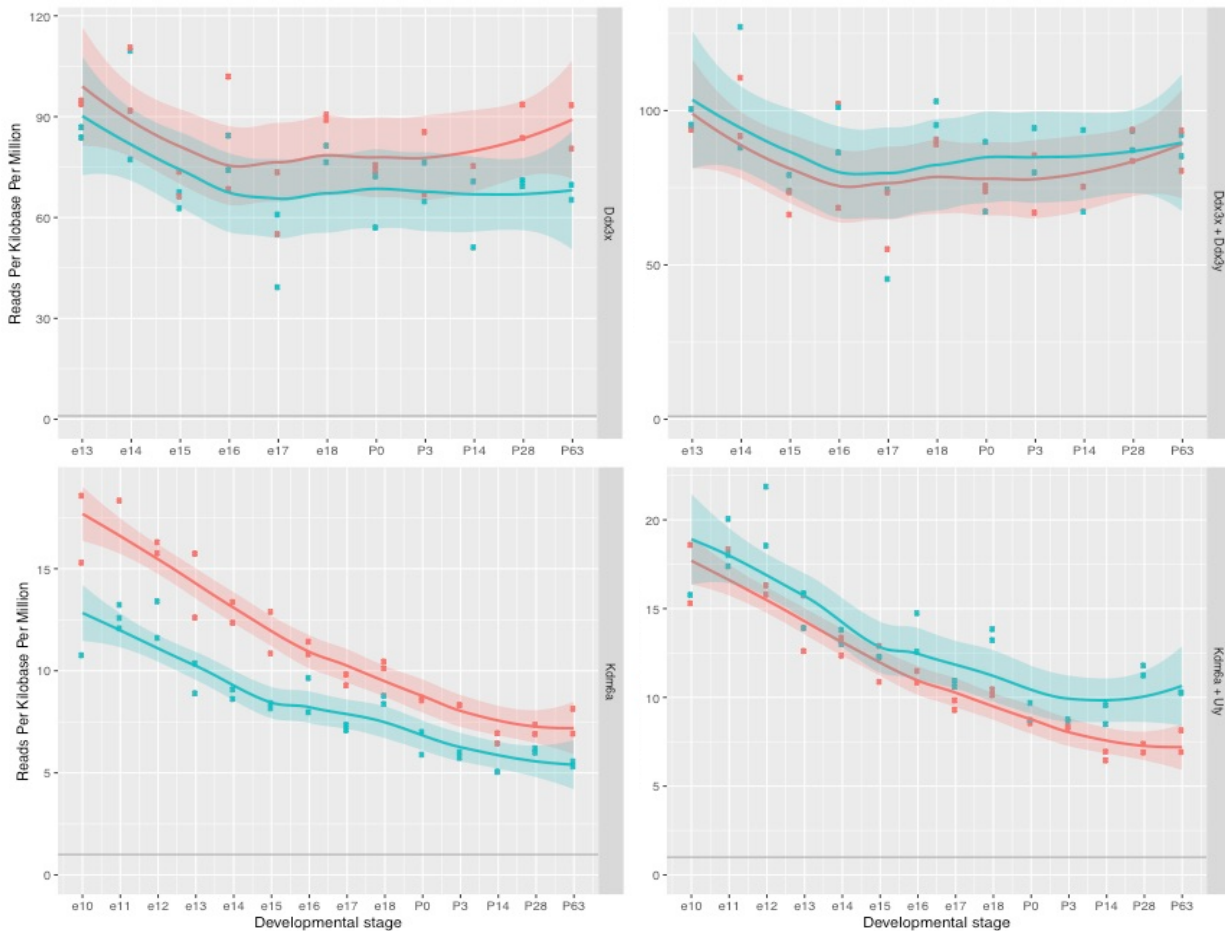 120
90
60
30
0
Reads Per Kilobase Per Million
e13 e14 e15 e16 e17 e18 P0 P3 P14 P28 P63
Ddx3x
100
50
0
e13 e14 e15 e16 e17 e18 P0 P3 P14 P28 P63
Ddx3x + Ddx3y
15
10
5
0
Reads Per Kilobase Per Million
e10 e11 e12 e13 e14 e15 e16 e17 e18 P0 P3 P14 P28 P63
Developmental stage
Kdm6a
20
15
10
5
0
e10 e11 e12 e13 e14 e15 e16 e17 e18 P0 P3 P14 P28 P63
Developmental stage
Kdm6a + Uty